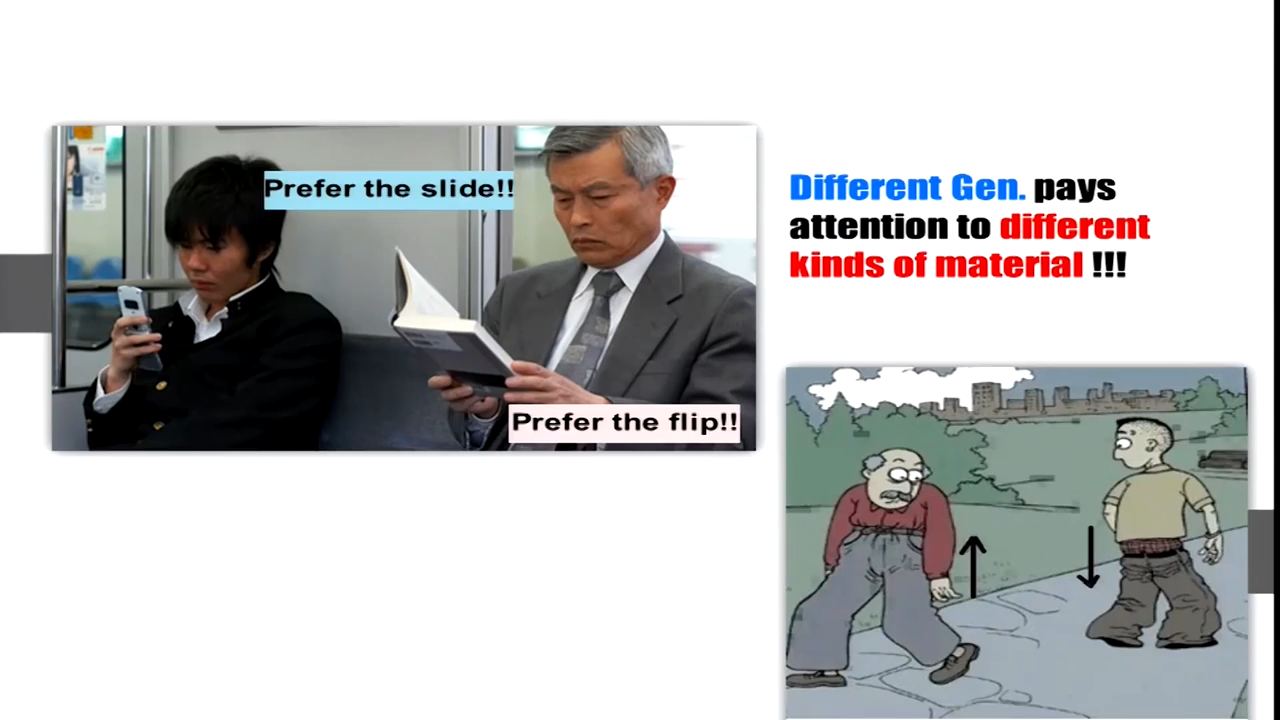 Prefer the slide!!
Prefer the flip!!
Different Gen. pays
attention to different
kinds of material !!!